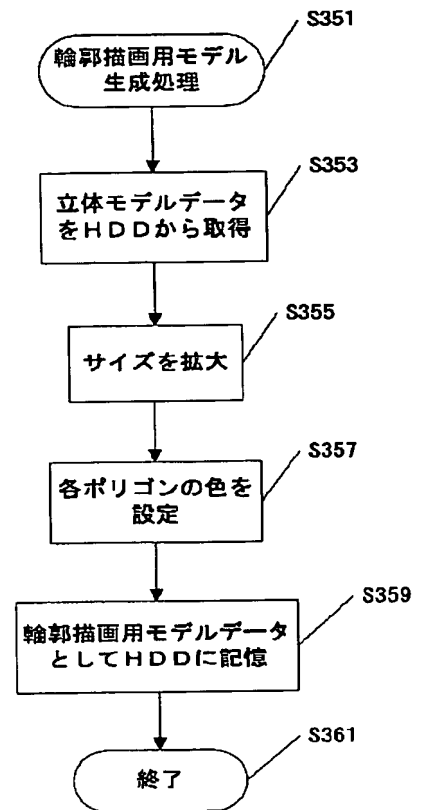 S351
輪郭描画用モデル
生成処理
S353
立体モデルデータ
をHDDから取得
S355
サイズを拡大
S357
各ポリゴンの色を
設定
S359
輪郭描画用モデルデータ
としてHDDに記憶
S361
終了